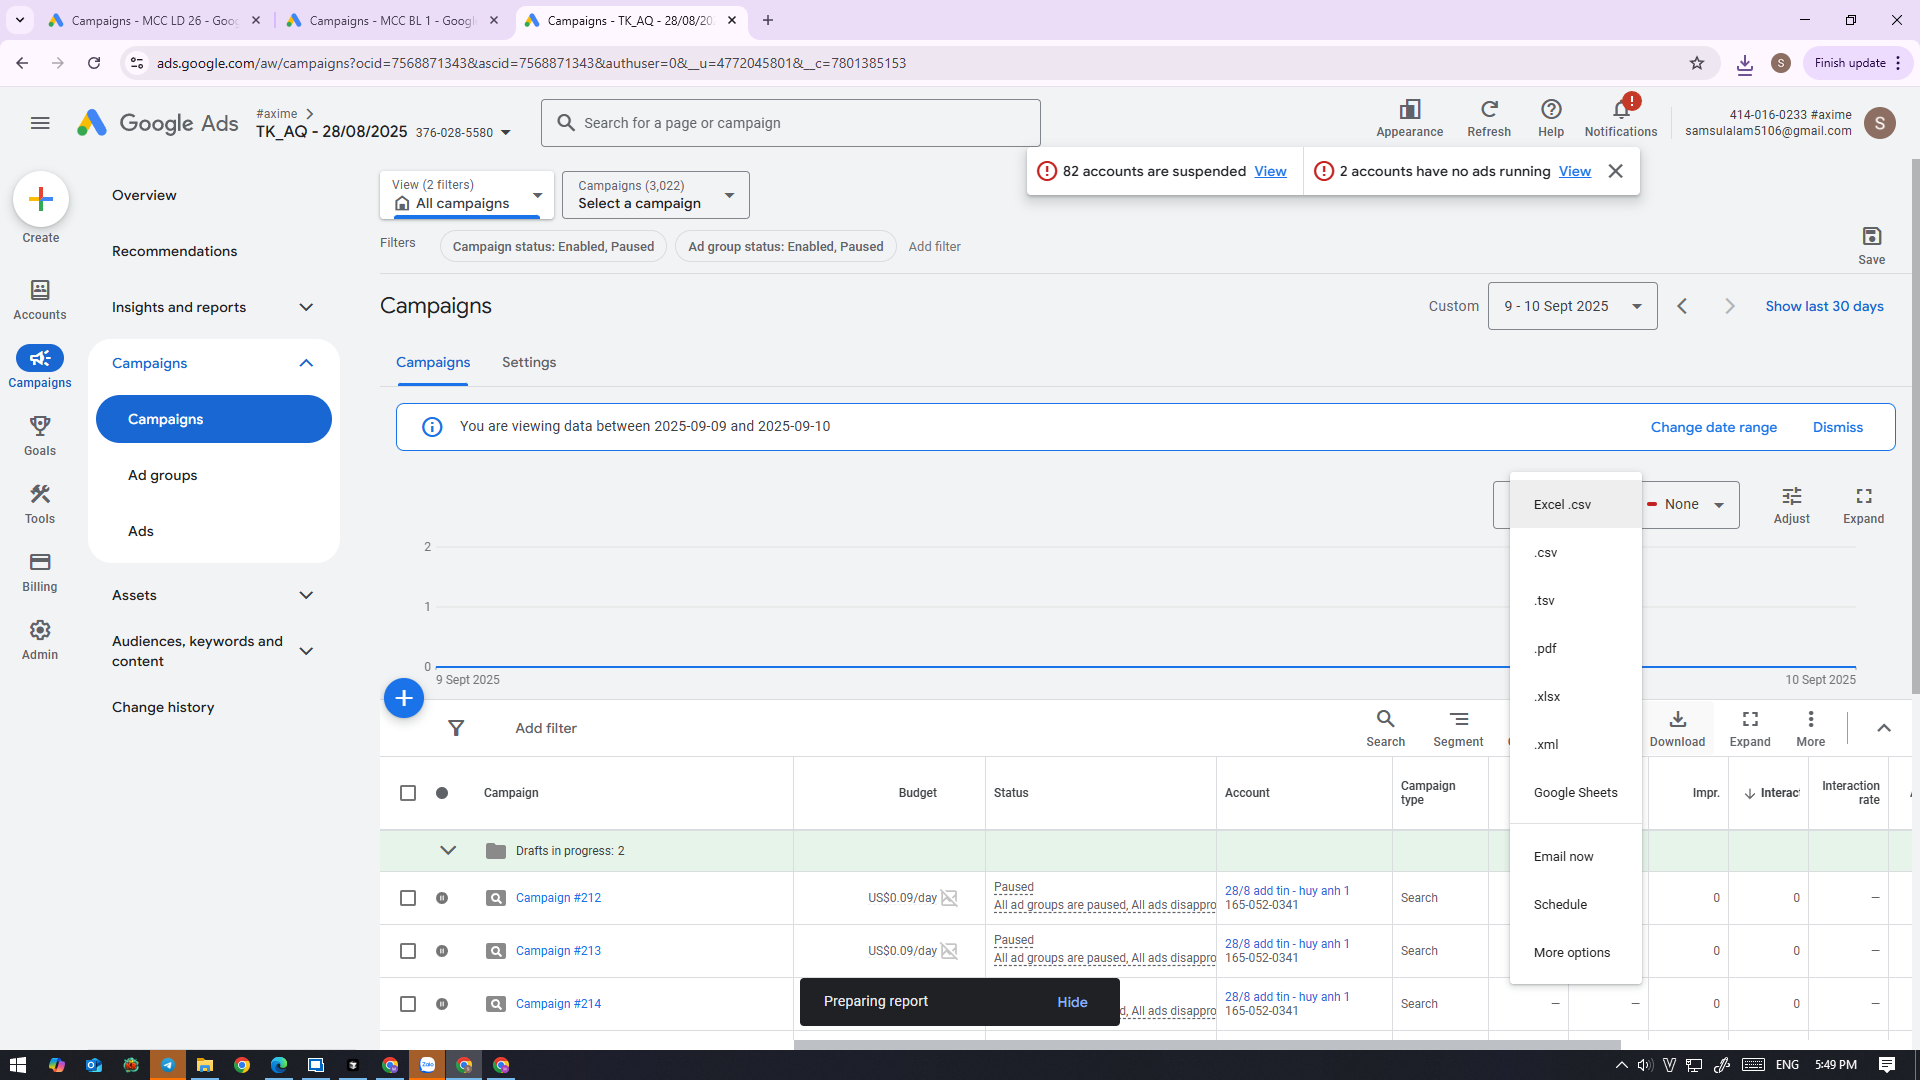 Campaigns - MCC LD 26 - Goog
Campaigns - MCC BL 1 - Google
Campaigns - TK_AQ - 28/08/202
ads.google.com/aw/campaigns?ocid=7568871343&ascid=7568871343&authuser=0&__u=4772045801&__c=7801385153
S
Finish update
Google Ads
#axime
TK_AQ - 28/08/2025 376-028-5580
Search for a page or campaign
Appearance
Refresh
Help
Notifications
414-016-0233 #axime
samsulalam5106@gmail.com
S
82 accounts are suspended View
2 accounts have no ads running View
Create
Accounts
Campaigns
Goals
Tools
Billing
Admin
Overview
Recommendations
Insights and reports
Campaigns
Campaigns
Ad groups
Ads
Assets
Audiences, keywords and
content
Change history
View (2 filters)
All campaigns
Campaigns (3,022)
Select a campaign
Filters
Campaign status: Enabled, Paused
Ad group status: Enabled, Paused
Add filter
Save
Campaigns
Custom
9 - 10 Sept 2025
Show last 30 days
Campaigns
Settings
You are viewing data between 2025-09-09 and 2025-09-10
Change date range
Dismiss
None
Adjust
Expand
2
1
0
9 Sept 2025
10 Sept 2025
Excel .csv
.csv
.tsv
.pdf
.xlsx
.xml
Google Sheets
Email now
Schedule
More options
Add filter
Search
Segment
Download
Expand
More
Campaign
Budget
Status
Account
Campaign
type
Impr.
Interact
Interaction
rate
Drafts in progress: 2
Campaign #212
US$0.09/day
Paused
All ad groups are paused, All ads disappro
28/8 add tin - huy anh 1
165-052-0341
Search
0
0
—
Campaign #213
US$0.09/day
Paused
All ad groups are paused, All ads disappro
28/8 add tin - huy anh 1
165-052-0341
Search
0
0
—
Campaign #214
d, All ads disappro
28/8 add tin - huy anh 1
165-052-0341
Search
—
—
0
0
—
Preparing report
Hide
Zalo
ENG
5:49 PM